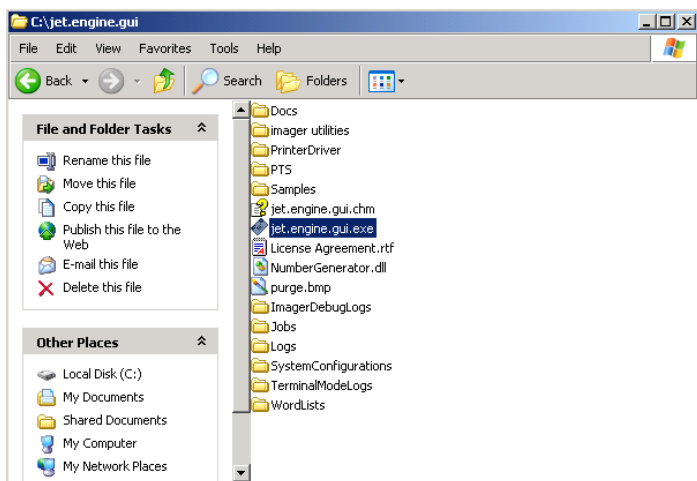 C:\jet.engine.gui
File Edit View Favorites Tools Help
Back Search Folders
File and Folder Tasks
Rename this file
Move this file
Copy this file
Publish this file to the
Web
E-mail this file
Delete this file
Other Places
Local Disk (C:)
My Documents
Shared Documents
My Computer
My Network Places
Docs
imager utilities
PrinterDriver
PTS
Samples
jet.engine.gui.chm
jet.engine.gui.exe
License Agreement.rtf
NumberGenerator.dll
purge.bmp
ImagerDebugLogs
Jobs
Logs
SystemConfigurations
TerminalModeLogs
WordLists